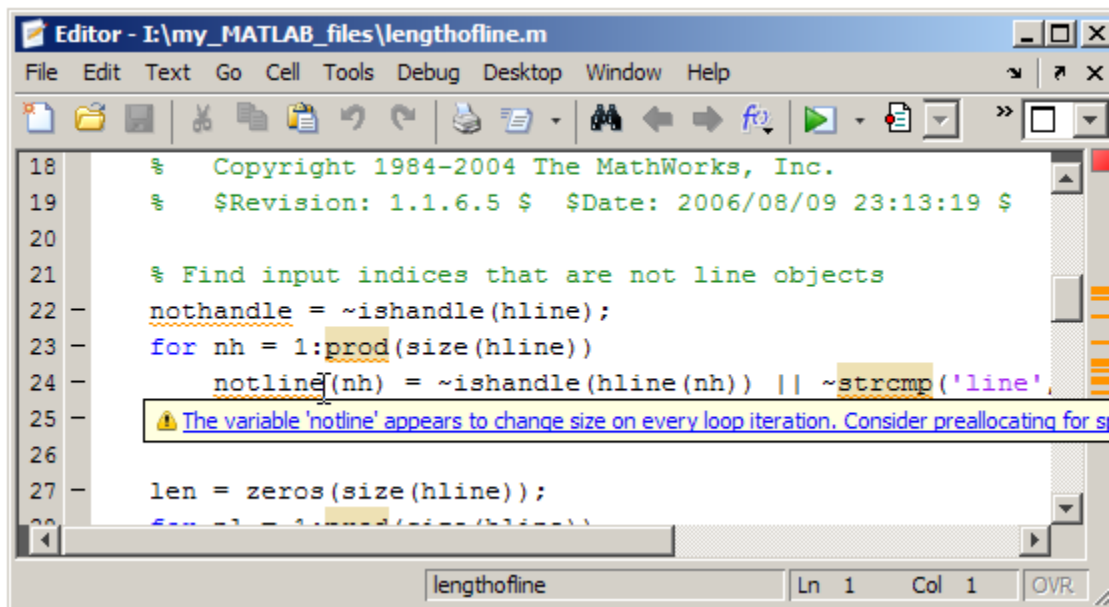 Editor - I:\my_MATLAB_files\lengthofline.m
File Edit Text Go Cell Tools Debug Desktop Window Help
18 % Copyright 1984-2004 The MathWorks, Inc.
19 % $Revision: 1.1.6.5 $ $Date: 2006/08/09 23:13:19 $
20
21 % Find input indices that are not line objects
22 - nothandle = ~ishandle(hline);
23 - for nh = 1:prod(size(hline))
24 - notline(nh) = ~ishandle(hline(nh)) || ~strcmp('line',
25 - The variable 'notline' appears to change size on every loop iteration. Consider preallocating for
26
27 - len = zeros(size(hline));
lengthofline Ln 1 Col 1 OVR